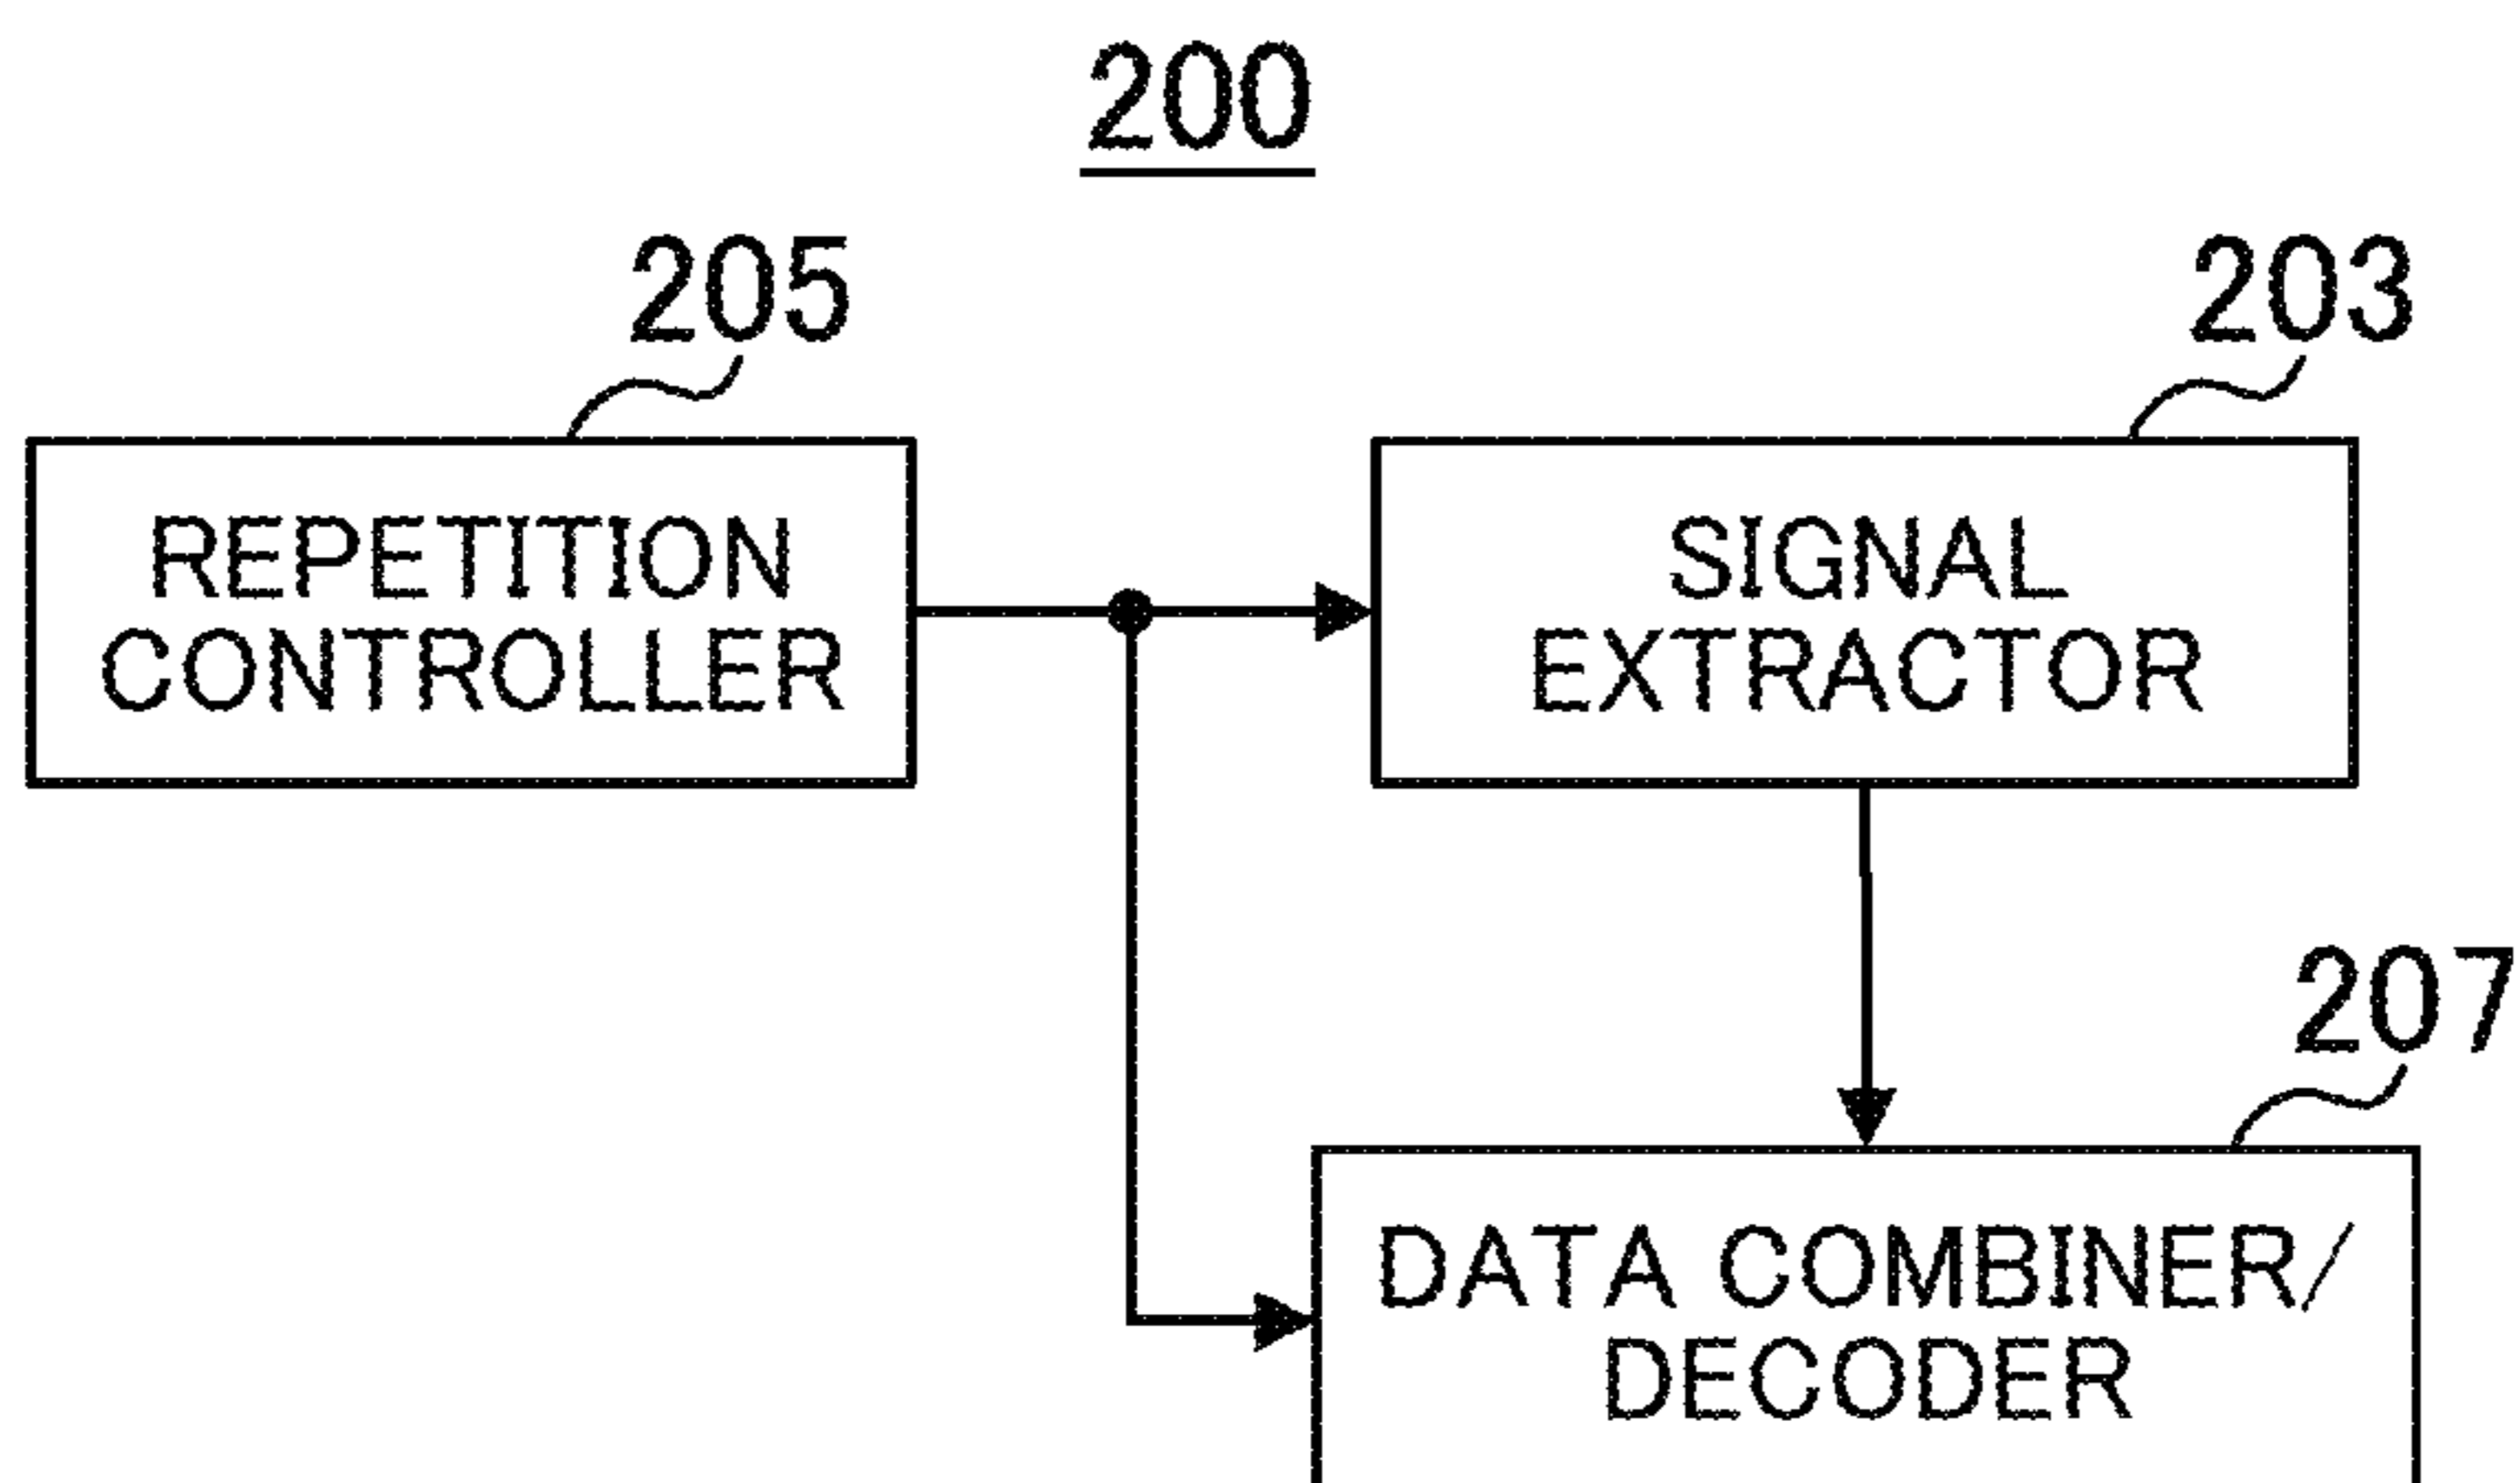 200
205
203
REPETITION
CONTROLLER
SIGNAL
EXTRACTOR
207
DATA COMBINER/
DECODER